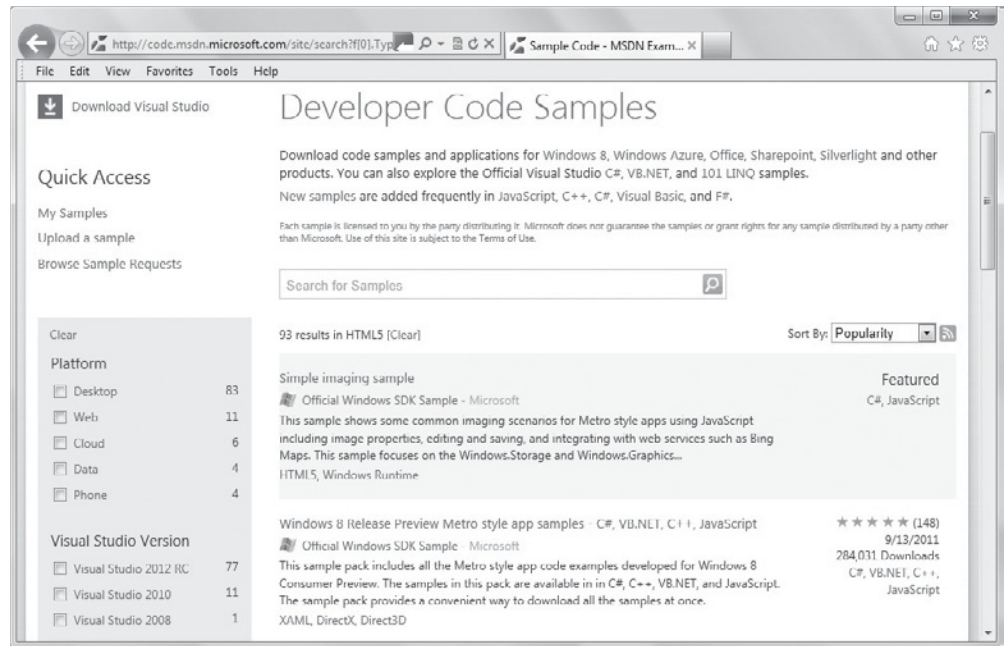 http://code.msdn.microsoft.com/site/search?f[0].Typ
Sample Code - MSDN Exam...
File Edit View Favorites Tools Help
Download Visual Studio
Developer Code Samples
Download code samples and applications for Windows 8, Windows Azure, Office, Sharepoint, Silverlight and other
products. You can also explore the Official Visual Studio C#, VB.NET, and 101 LINQ samples.
New samples are added frequently in JavaScript, C++, C#, Visual Basic, and F#.
Each sample is licensed to you by the party distributing it. Microsoft does not guarantee the samples or grant rights for any sample distributed by a party other
than Microsoft. Use of this site is subject to the Terms of Use.
Quick Access
My Samples
Upload a sample
Browse Sample Requests
Search for Samples
Clear
Platform
Desktop 83
Web 11
Cloud 6
Data 4
Phone 4
Visual Studio Version
Visual Studio 2012 RC 77
Visual Studio 2010 11
Visual Studio 2008 1
93 results in HTML5 [Clear]
Sort By: Popularity
Simple imaging sample
Official Windows SDK Sample - Microsoft
This sample shows some common imaging scenarios for Metro style apps using JavaScript
including image properties, editing and saving, and integrating with web services such as Bing
Maps. This sample focuses on the Windows.Storage and Windows.Graphics...
HTML5, Windows Runtime
Featured
C#, JavaScript
Windows 8 Release Preview Metro style app samples - C#, VB.NET, C++, JavaScript
Official Windows SDK Sample - Microsoft
This sample pack includes all the Metro style app code examples developed for Windows 8
Consumer Preview. The samples in this pack are available in in C#, C++, VB.NET, and JavaScript.
The sample pack provides a convenient way to download all the samples at once.
XAML, DirectX, Direct3D
★★★★★ (148)
9/13/2011
284,031 Downloads
C#, VB.NET, C++,
JavaScript